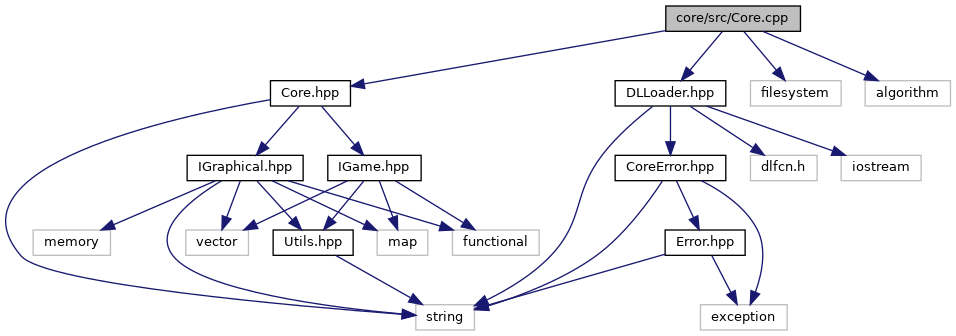 core/src/Core.cpp
Core.hpp
DLLoader.hpp
filesystem
algorithm
IGraphical.hpp
IGame.hpp
CoreError.hpp
dlfcn.h
iostream
memory
vector
Utils.hpp
map
functional
Error.hpp
string
exception